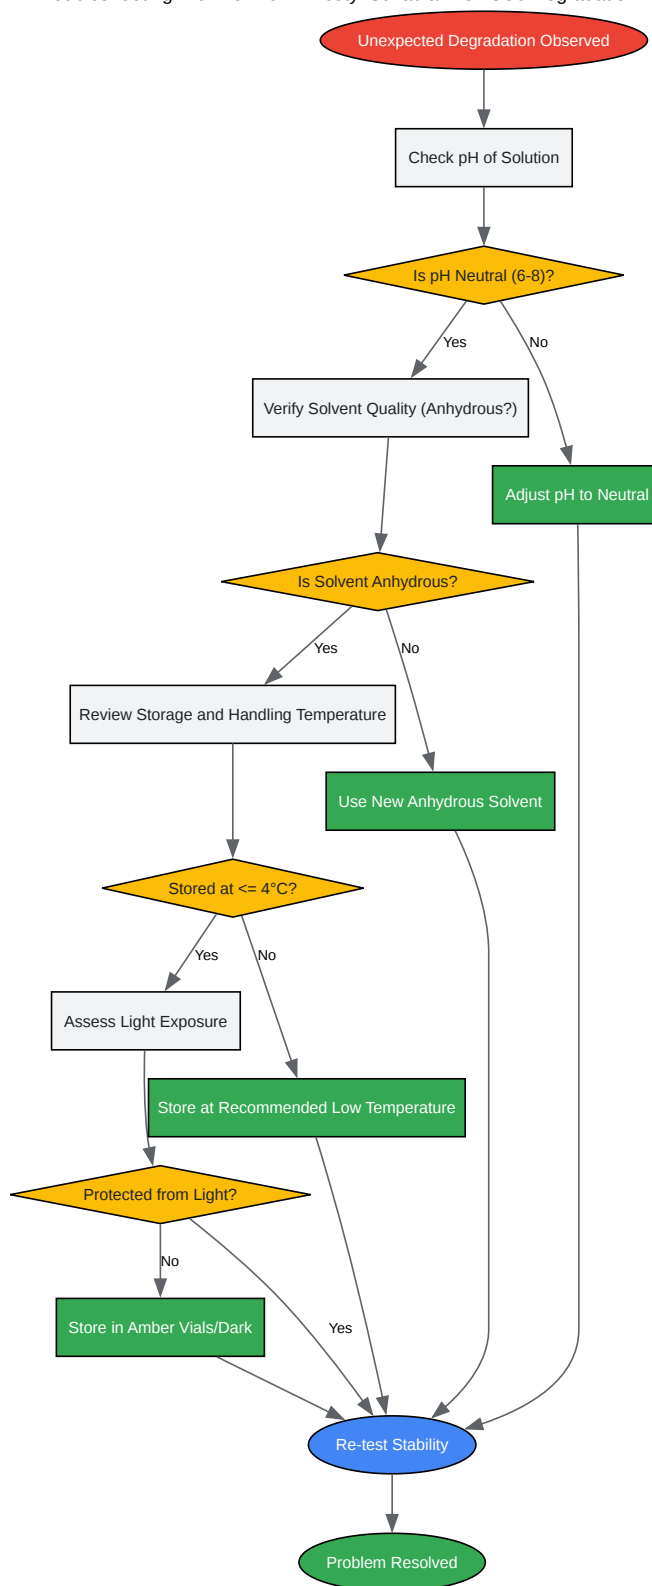 Unexpected Degradation Observed
Check pH of Solution
Is pH Neutral (6-8)?
Yes
No
Verify Solvent Quality (Anhydrous?)
Adjust pH to Neutral
Is Solvent Anhydrous?
Yes
No
Review Storage and Handling Temperature
Use New Anhydrous Solvent
Stored at <= 4°C?
Yes
No
Assess Light Exposure
Store at Recommended Low Temperature
Protected from Light?
No
Yes
Store in Amber Vials/Dark
Re-test Stability
Problem Resolved